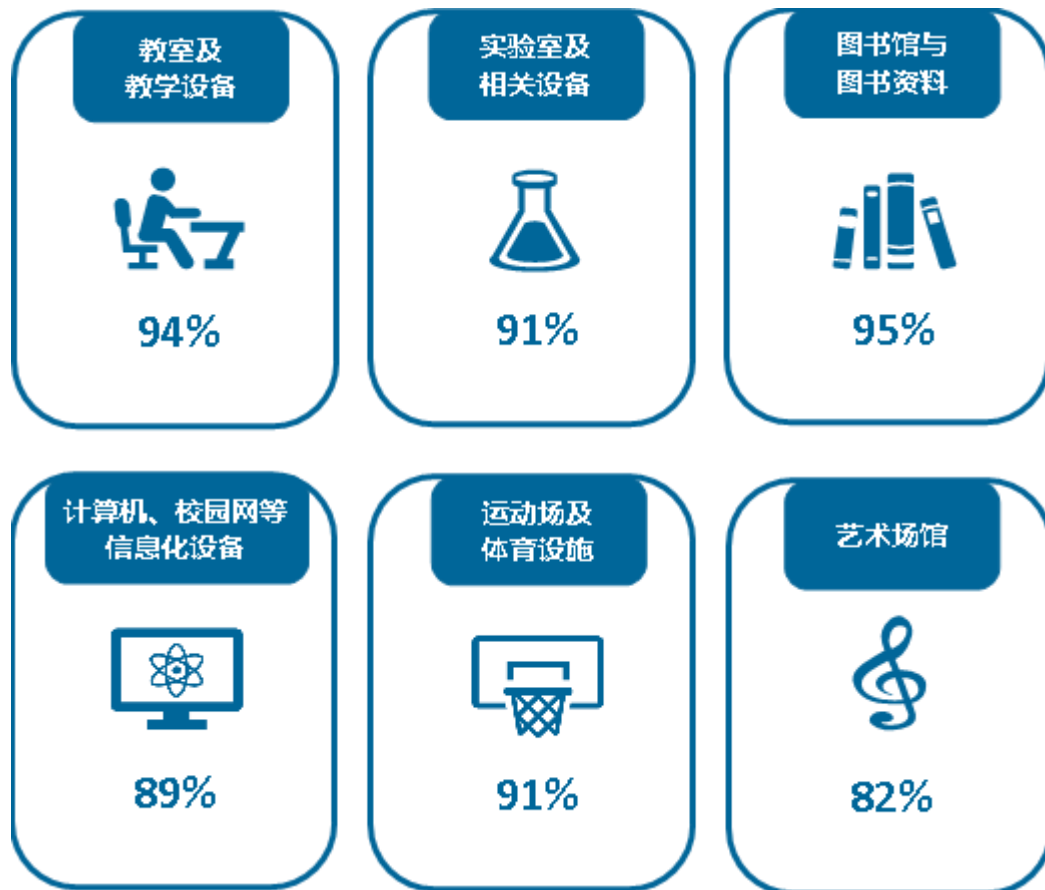 教室及
教学设备
94%
实验室及
相关设备
91%
图书馆与
图书资料
95%
计算机、校园网等
信息化设备
89%
运动场及
体育设施
91%
艺术场馆
82%